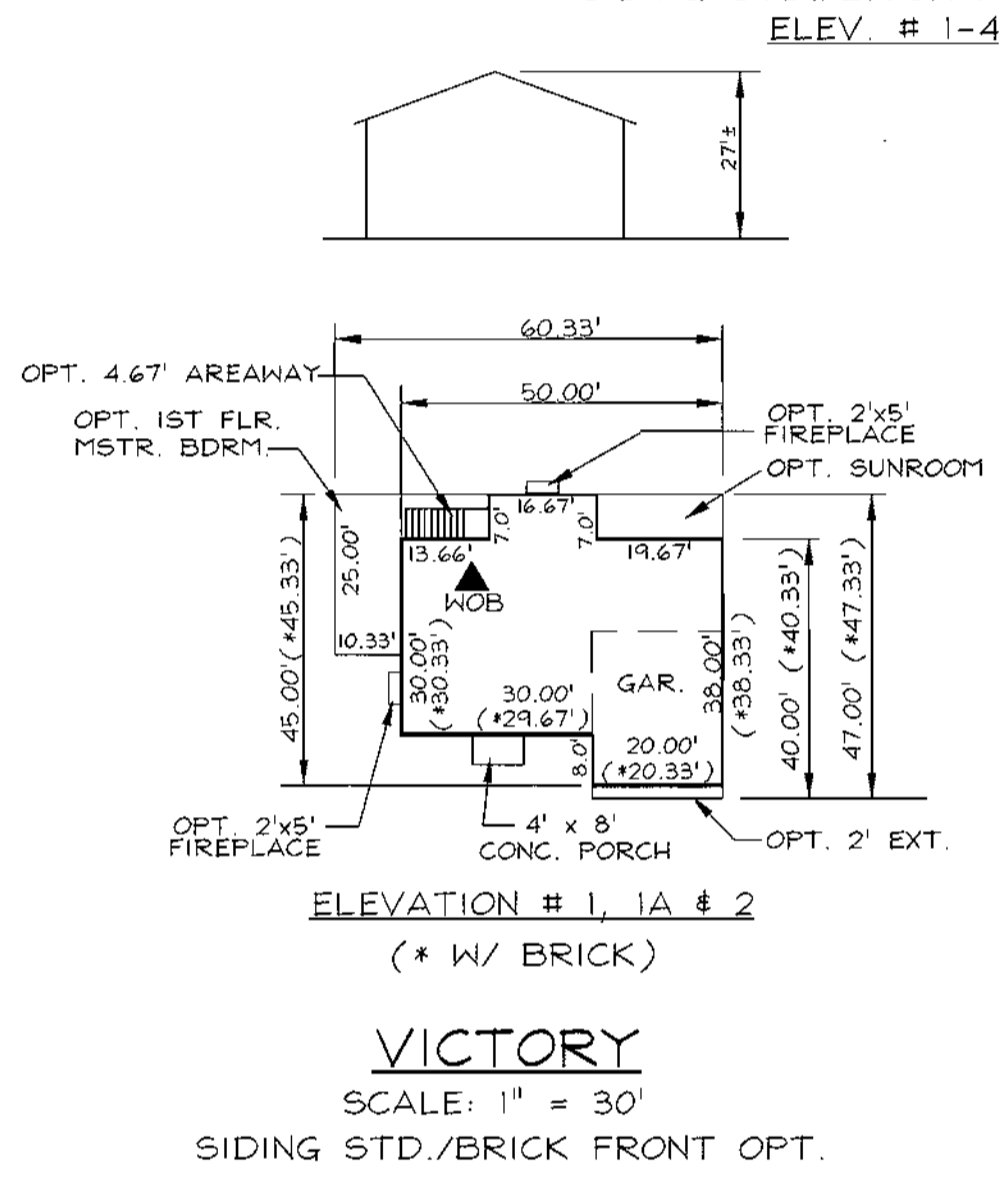 ELEV. # 1-4
27'±
60.33'
50.00'
OPT. 4.67' AREAWAY
OPT. 1ST FLR.
MSTR. BDRM.
OPT. 2'x5'
FIREPLACE
OPT. SUNROOM
16.67'
7.0'
7.0'
13.66'
19.67'
25.00'
WOB
10.33'
45.00' (*45.33')
30.00'
(*30.33')
30.00'
(*29.67')
GAR.
38.00'
(*38.33')
40.00' (*40.33')
47.00' (*47.33')
8.0'
20.00'
(*20.33')
OPT. 2'x5'
FIREPLACE
4' x 8'
CONC. PORCH
OPT. 2' EXT.
ELEVATION # 1, 1A & 2
(* W/ BRICK)
VICTORY
SCALE: 1" = 30'
SIDING STD./BRICK FRONT OPT.